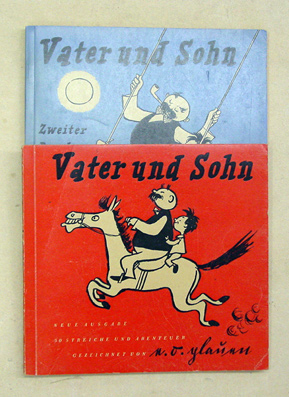 Vater und Sohn
Zweiter
Vater und Sohn
NEUE AUSGABE
50 STREICHE UND ABENTEUER
GEZEICHNET VON e.o. plauen